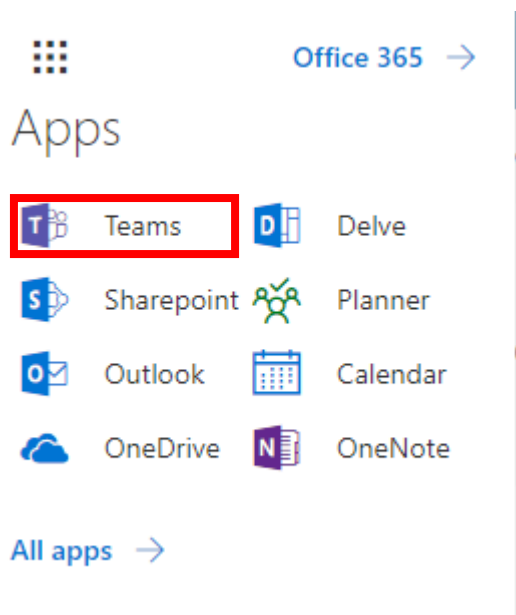 Office 365 →
Apps
T Teams
D Delve
S Sharepoint
Planner
O Outlook
Calendar
OneDrive
N OneNote
All apps →